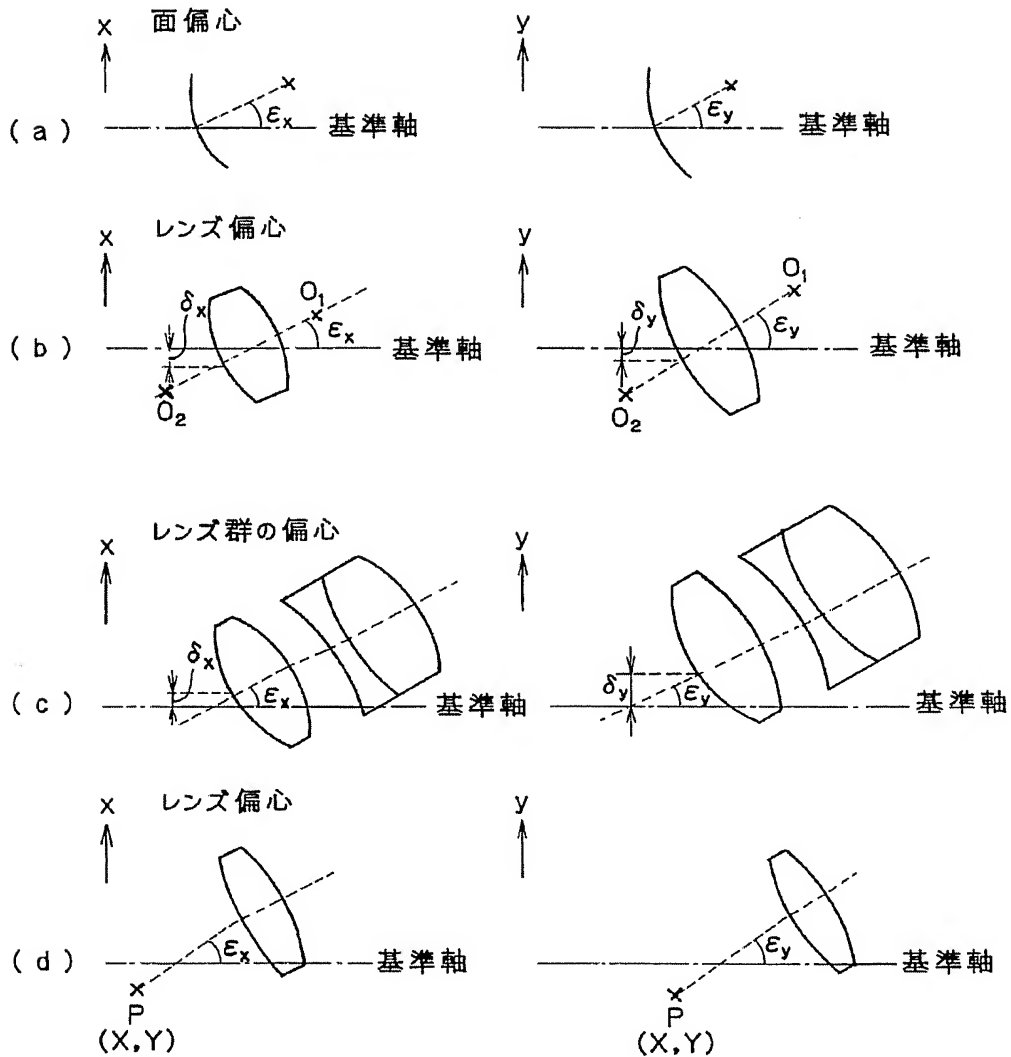 x 面偏心
εx
基準軸
(a)
y
εy
基準軸
x レンズ偏心
δx
O1
εx
基準軸
(b)
O2
y
δy
O1
εy
基準軸
O2
x レンズ群の偏心
δx
εx
基準軸
(c)
y
δy
εy
基準軸
x レンズ偏心
εx
基準軸
(d)
P
(X,Y)
y
εy
基準軸
P
(X,Y)